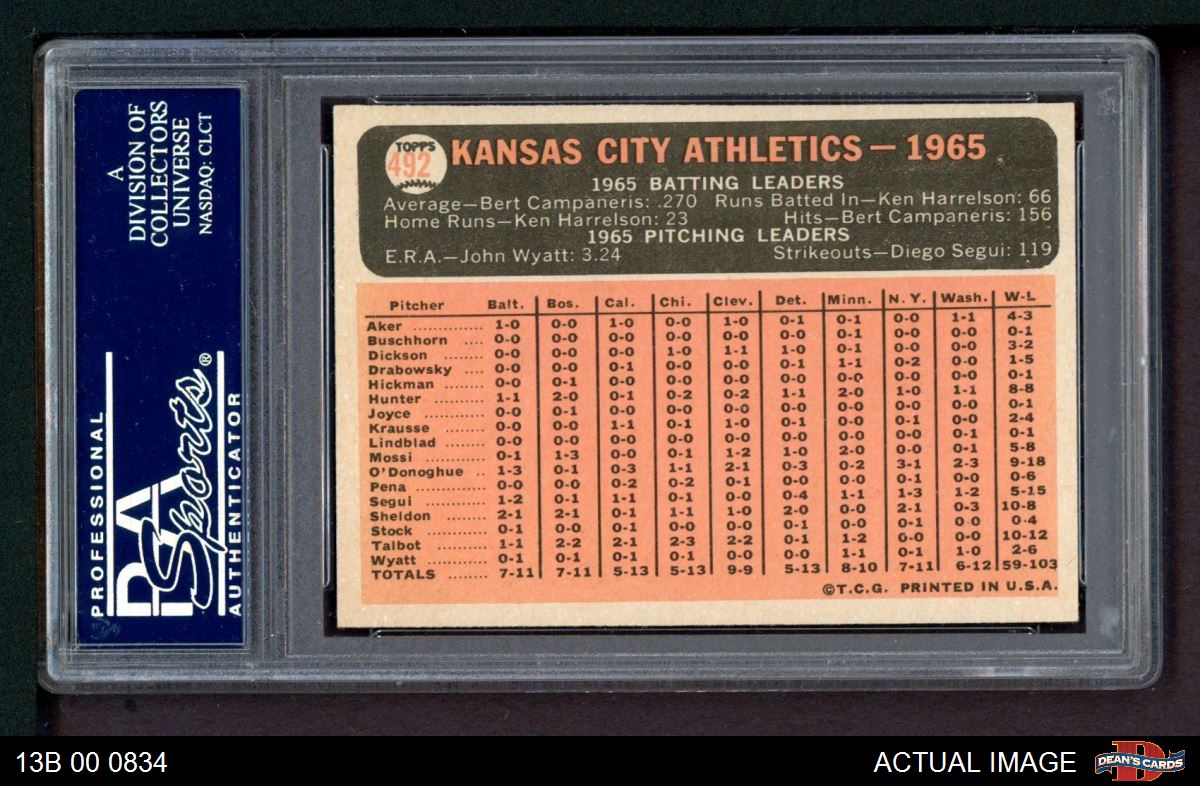 A
DIVISION OF
COLLECTORS
UNIVERSE
NASDAQ: CLCT
PROFESSIONAL
PSA
Sports®
AUTHENTICATOR
TOPPS
492
KANSAS CITY ATHLETICS — 1965
1965 BATTING LEADERS
Average—Bert Campaneris: .270 Runs Batted In—Ken Harrelson: 66
Home Runs—Ken Harrelson: 23 Hits—Bert Campaneris: 156
1965 PITCHING LEADERS
E.R.A.—John Wyatt: 3.24 Strikeouts—Diego Segui: 119
Pitcher Balt. Bos. Cal. Chi. Clev. Det. Minn. N. Y. Wash. W-L
Aker ............... 1-0 0-0 1-0 0-0 1-0 0-1 0-1 0-0 1-1 4-3
Buschhorn .... 0-0 0-0 0-0 0-0 0-0 0-1 0-0 0-0 0-0 0-1
Dickson ........ 0-0 0-0 0-0 1-0 1-1 1-0 0-1 0-0 0-0 3-2
Drabowsky .... 0-0 0-0 0-1 0-0 0-0 0-1 1-1 0-2 0-0 1-5
Hickman ....... 0-0 0-1 0-0 0-0 0-0 0-0 0-0 0-0 0-0 0-1
Hunter .......... 1-1 2-0 0-1 0-2 0-2 1-1 2-0 1-0 1-1 8-8
Joyce ............ 0-0 0-1 0-0 0-0 0-0 0-0 0-0 0-0 0-0 0-1
Krausse ........ 0-0 0-0 1-1 0-1 1-0 0-1 0-0 0-1 0-0 2-4
Lindblad ........ 0-0 0-0 0-0 0-0 0-0 0-0 0-0 0-0 0-1 0-1
Mossi ............ 0-1 1-3 0-1 0-0 1-2 1-0 2-0 0-0 0-1 5-8
O'Donoghue .. 1-3 0-1 0-3 1-1 2-1 0-3 0-2 3-1 2-3 9-18
Pena ............. 0-0 0-1 0-2 0-2 0-1 0-0 0-0 0-1 0-0 0-6
Segui ............ 1-2 0-1 1-1 0-1 0-0 0-4 1-1 1-3 1-2 5-15
Sheldon ........ 2-1 2-1 0-1 1-1 1-0 2-0 0-0 2-1 0-3 10-8
Stock ............ 0-1 0-0 0-1 0-0 0-0 0-1 0-0 0-1 0-0 0-4
Talbot ........... 1-1 2-2 2-1 2-3 2-2 0-1 1-2 0-0 0-0 10-12
Wyatt ............ 0-1 0-1 0-0 0-1 0-0 0-0 1-1 0-1 1-0 2-6
TOTALS ....... 7-11 7-11 5-13 5-13 9-9 5-13 8-10 7-11 6-12 59-103
©T.C.G. PRINTED IN U.S.A.
13B 00 0834
ACTUAL IMAGE
D
DEAN'S CARDS